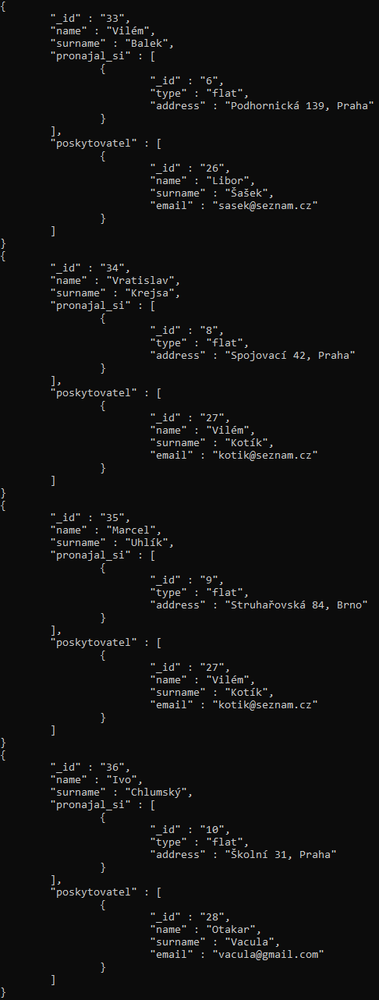 {
"_id" : "33",
"name" : "Vilém",
"surname" : "Balek",
"pronajal_si" : [
{
"_id" : "6",
"type" : "flat",
"address" : "Podhornická 139, Praha"
}
],
"poskytovatel" : [
{
"_id" : "26",
"name" : "Libor",
"surname" : "Šašek",
"email" : "sasek@seznam.cz"
}
]
}
{
"_id" : "34",
"name" : "Vratislav",
"surname" : "Krejsa",
"pronajal_si" : [
{
"_id" : "8",
"type" : "flat",
"address" : "Spojovací 42, Praha"
}
],
"poskytovatel" : [
{
"_id" : "27",
"name" : "Vilém",
"surname" : "Kotík",
"email" : "kotik@seznam.cz"
}
]
}
{
"_id" : "35",
"name" : "Marcel",
"surname" : "Uhlík",
"pronajal_si" : [
{
"_id" : "9",
"type" : "flat",
"address" : "Struhařovská 84, Brno"
}
],
"poskytovatel" : [
{
"_id" : "27",
"name" : "Vilém",
"surname" : "Kotík",
"email" : "kotik@seznam.cz"
}
]
}
{
"_id" : "36",
"name" : "Ivo",
"surname" : "Chlumský",
"pronajal_si" : [
{
"_id" : "10",
"type" : "flat",
"address" : "Školní 31, Praha"
}
],
"poskytovatel" : [
{
"_id" : "28",
"name" : "Otakar",
"surname" : "Vacula",
"email" : "vacula@gmail.com"
}
]
}